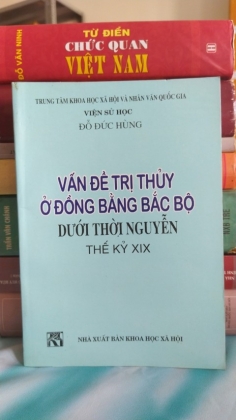 ĐỖ VĂN NINH
TỪ ĐIỂN
CHỨC QUAN
VIỆT NAM
TRUNG TÂM KHOA HỌC XÃ HỘI VÀ NHÂN VĂN QUỐC GIA
VIỆN SỬ HỌC
ĐỖ ĐỨC HÙNG
VẤN ĐỀ TRỊ THỦY
Ở ĐỒNG BẰNG BẮC BỘ
DƯỚI THỜI NGUYỄN
THẾ KỶ XIX
NHÀ XUẤT BẢN KHOA HỌC XÃ HỘI